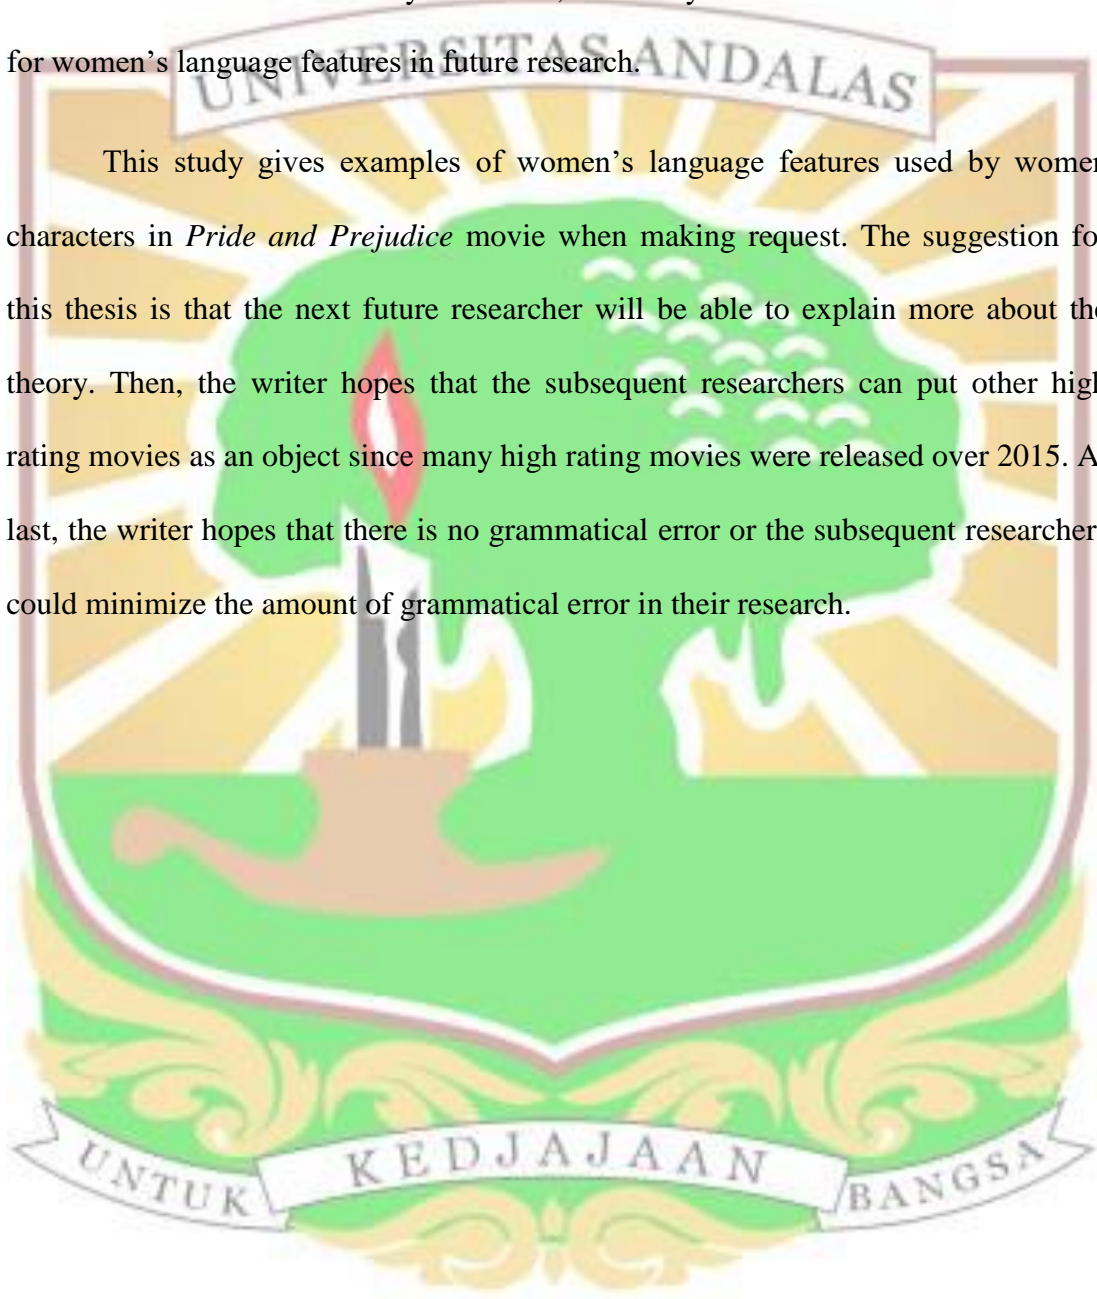 for women’s language features in future research.
UNIVERSITAS ANDALAS
This study gives examples of women’s language features used by women
characters in Pride and Prejudice movie when making request. The suggestion fo
this thesis is that the next future researcher will be able to explain more about the
theory. Then, the writer hopes that the subsequent researchers can put other high
rating movies as an object since many high rating movies were released over 2015. A
last, the writer hopes that there is no grammatical error or the subsequent researcher
could minimize the amount of grammatical error in their research.
UNTUK KEDJAJAAN BANGSA